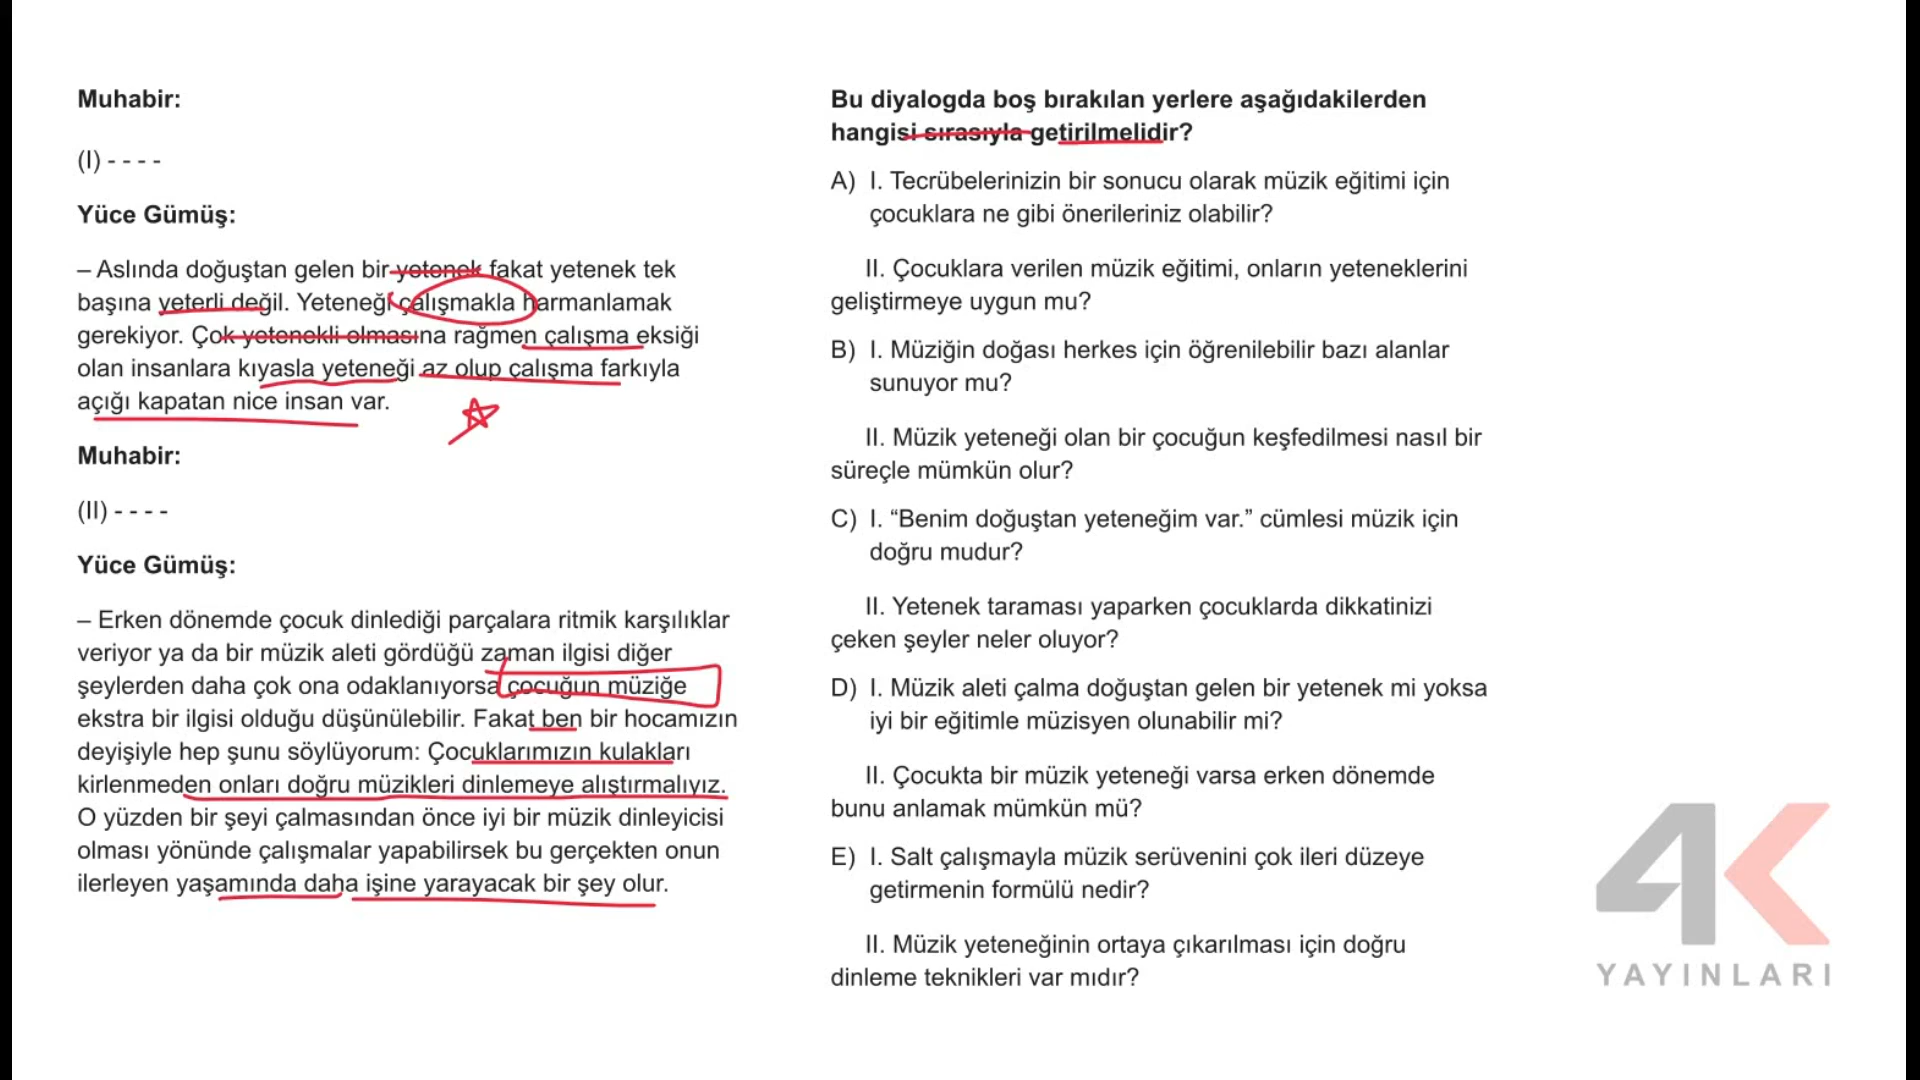 Muhabir:
(I) - - - -
Yüce Gümüş:
– Aslında doğuştan gelen bir yetenek fakat yetenek tek
başına yeterli değil. Yeteneği çalışmakla harmanlamak
gerekiyor. Çok yetenekli olmasına rağmen çalışma eksiği
olan insanlara kıyasla yeteneği az olup çalışma farkıyla
açığı kapatan nice insan var.
Muhabir:
(II) - - - -
Yüce Gümüş:
– Erken dönemde çocuk dinlediği parçalara ritmik karşılıklar
veriyor ya da bir müzik aleti gördüğü zaman ilgisi diğer
şeylerden daha çok ona odaklanıyorsa çocuğun müziğe
ekstra bir ilgisi olduğu düşünülebilir. Fakat ben bir hocamızın
deyişiyle hep şunu söylüyorum: Çocuklarımızın kulakları
kirlenmeden onları doğru müzikleri dinlemeye alıştırmalıyız.
O yüzden bir şeyi çalmasından önce iyi bir müzik dinleyicisi
olması yönünde çalışmalar yapabilirsek bu gerçekten onun
ilerleyen yaşamında daha işine yarayacak bir şey olur.
Bu diyalogda boş bırakılan yerlere aşağıdakilerden
hangisi sırasıyla getirilmelidir?
A) I. Tecrübelerinizin bir sonucu olarak müzik eğitimi için
çocuklara ne gibi önerileriniz olabilir?
II. Çocuklara verilen müzik eğitimi, onların yeteneklerini
geliştirmeye uygun mu?
B) I. Müziğin doğası herkes için öğrenilebilir bazı alanlar
sunuyor mu?
II. Müzik yeteneği olan bir çocuğun keşfedilmesi nasıl bir
süreçle mümkün olur?
C) I. “Benim doğuştan yeteneğim var.” cümlesi müzik için
doğru mudur?
II. Yetenek taraması yaparken çocuklarda dikkatinizi
çeken şeyler neler oluyor?
D) I. Müzik aleti çalma doğuştan gelen bir yetenek mi yoksa
iyi bir eğitimle müzisyen olunabilir mi?
II. Çocukta bir müzik yeteneği varsa erken dönemde
bunu anlamak mümkün mü?
E) I. Salt çalışmayla müzik serüvenini çok ileri düzeye
getirmenin formülü nedir?
II. Müzik yeteneğinin ortaya çıkarılması için doğru
dinleme teknikleri var mıdır?
4K
YAYINLARI